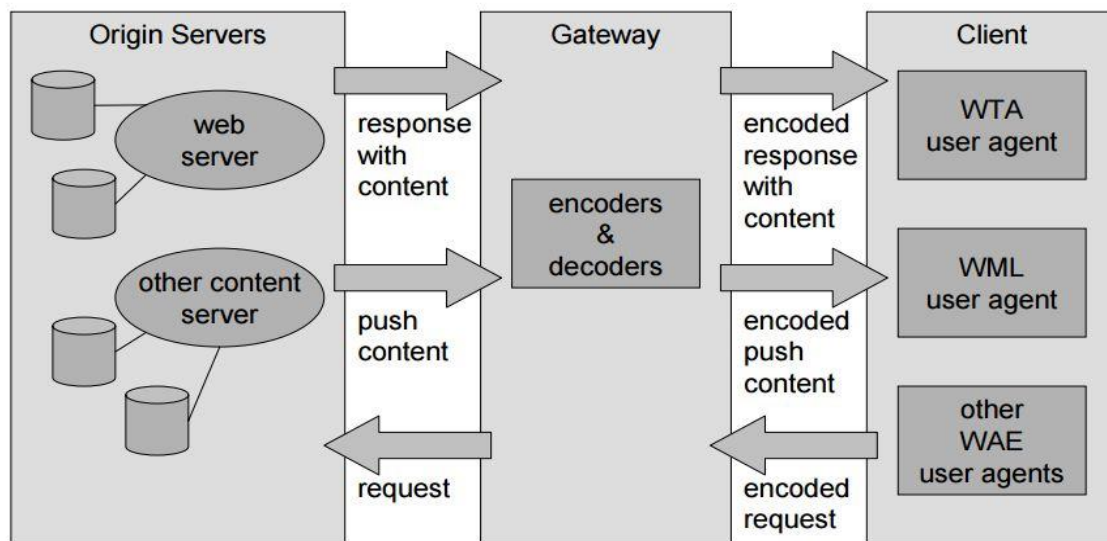 Origin Servers
web
server
other content
server
response
with
content
push
content
request
Gateway
encoders
&
decoders
encoded
response
with
content
encoded
push
content
encoded
request
Client
WTA
user agent
WML
user agent
other
WAE
user agents